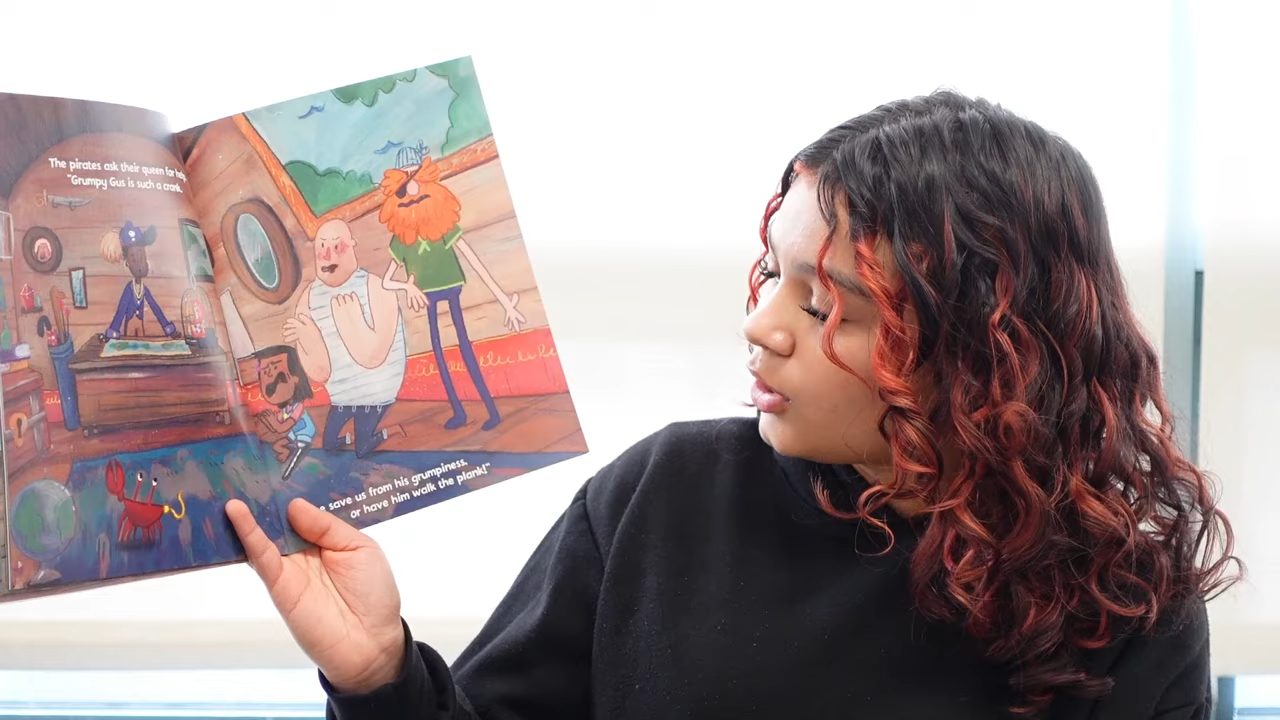 The pirates ask their queen for help.
"Grumpy Gus is such a crank.
save us from his grumpiness,
or have him walk the plank!"